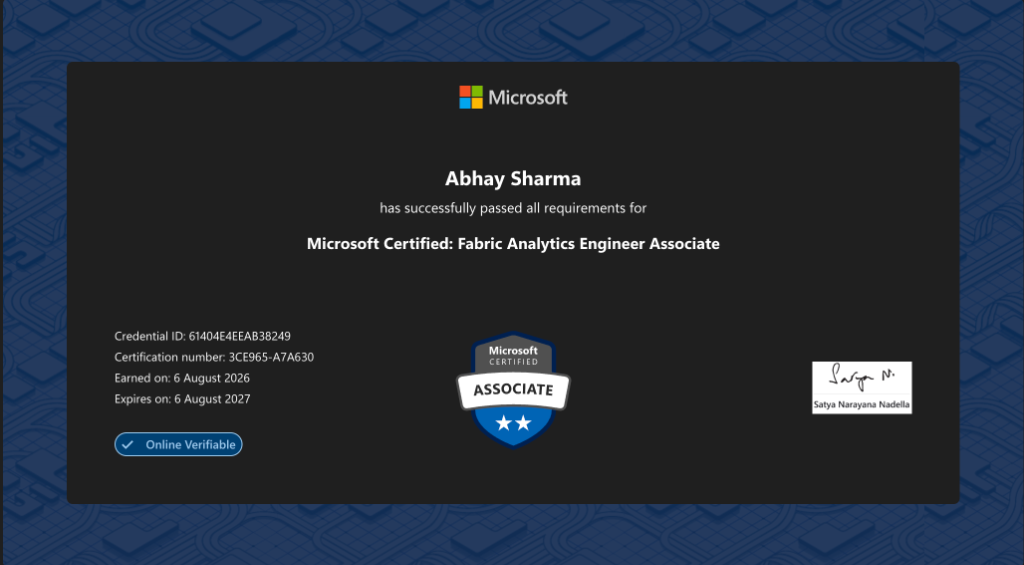 Microsoft
Abhay Sharma
has successfully passed all requirements for
Microsoft Certified: Fabric Analytics Engineer Associate
Credential ID: 61404E4EEAB38249
Certification number: 3CE965-A7A630
Earned on: 6 August 2026
Expires on: 6 August 2027
Online Verifiable
Microsoft
CERTIFIED
ASSOCIATE
Satya N.
Satya Narayana Nadella